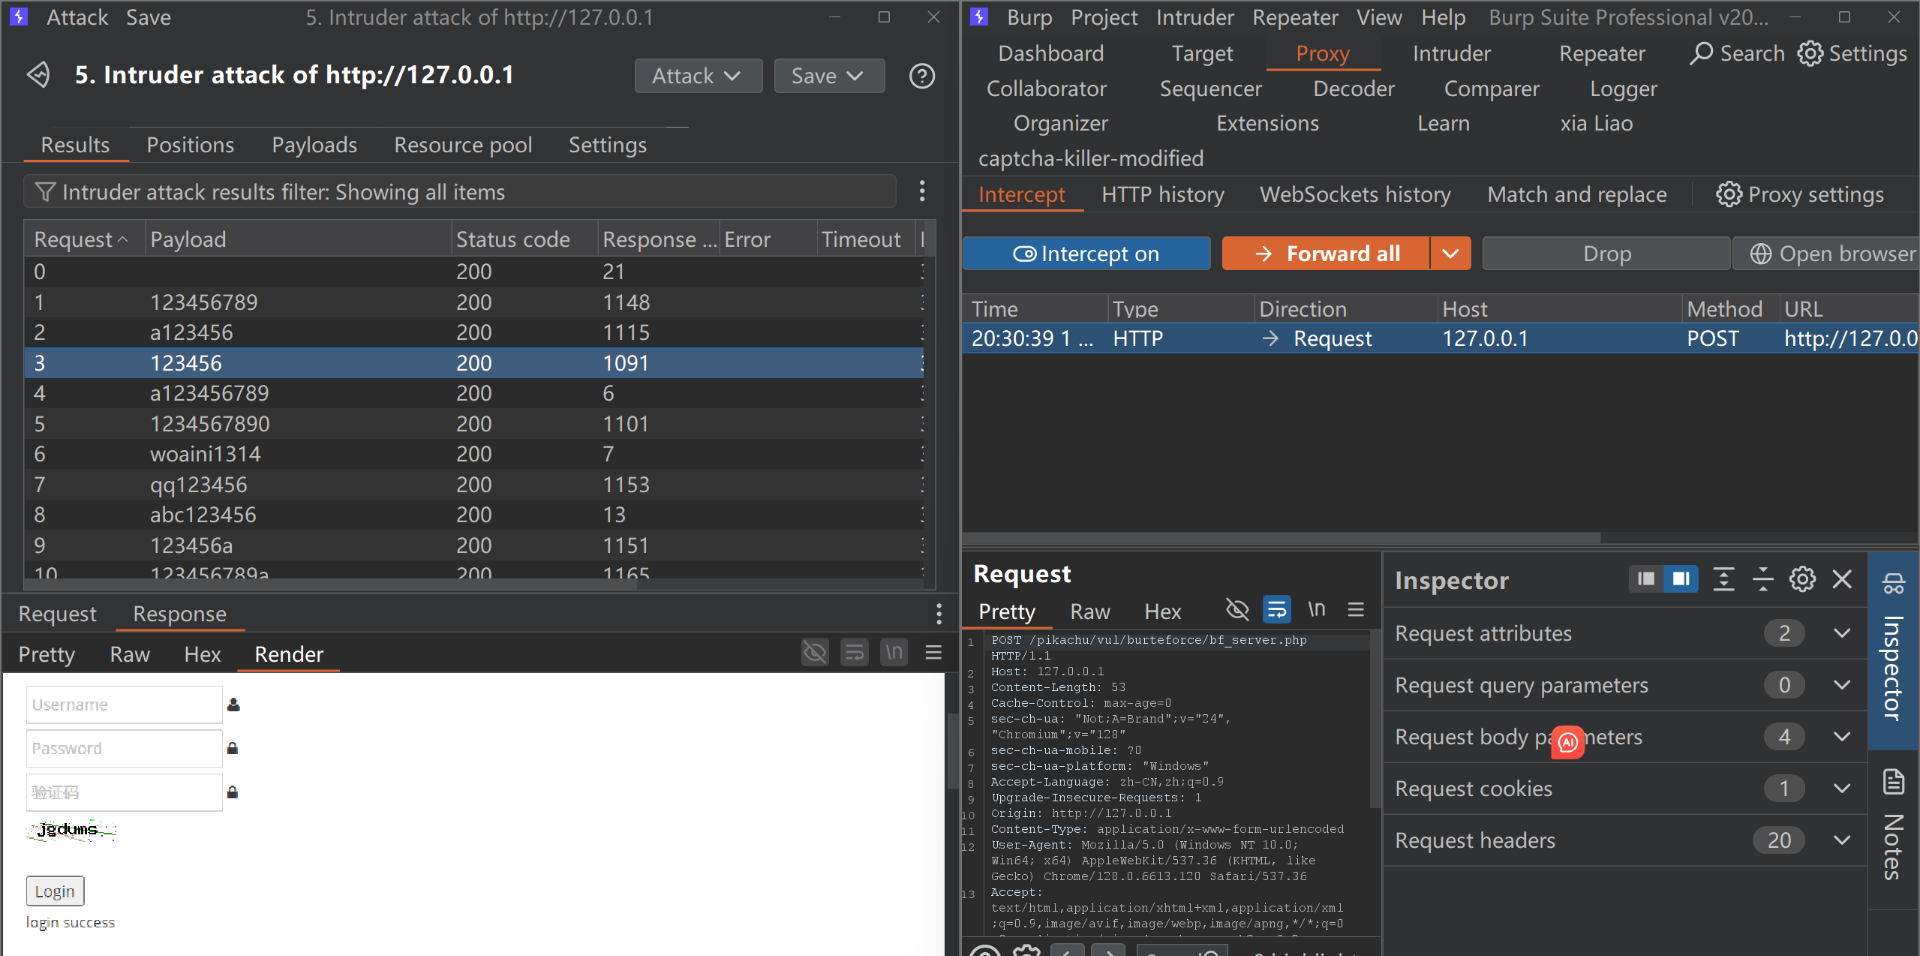 Attack Save 5. Intruder attack of http://127.0.0.1
5. Intruder attack of http://127.0.0.1 Attack Save
Results Positions Payloads Resource pool Settings
Intruder attack results filter: Showing all items
Request Payload Status code Response ... Error Timeout
0 200 21
1 123456789 200 1148
2 a123456 200 1115
3 123456 200 1091
4 a123456789 200 6
5 1234567890 200 1101
6 woaini1314 200 7
7 qq123456 200 1153
8 abc123456 200 13
9 123456a 200 1151
10 123456789a 200 1165
Request Response
Pretty Raw Hex Render
Username
Password
验证码
jgdums
Login
login success
Burp Project Intruder Repeater View Help Burp Suite Professional v20...
Dashboard Target Proxy Intruder Repeater Search Settings
Collaborator Sequencer Decoder Comparer Logger
Organizer Extensions Learn xia Liao
captcha-killer-modified
Intercept HTTP history WebSockets history Match and replace Proxy settings
Intercept on Forward all Drop Open browser
Time Type Direction Host Method URL
20:30:39 1 ... HTTP → Request 127.0.0.1 POST http://127.0.0
Request
Pretty Raw Hex \n
1 POST /pikachu/vul/burteforce/bf_server.php
HTTP/1.1
2 Host: 127.0.0.1
3 Content-Length: 53
4 Cache-Control: max-age=0
5 sec-ch-ua: "Not;A=Brand";v="24",
"Chromium";v="128"
6 sec-ch-ua-mobile: ?0
7 sec-ch-ua-platform: "Windows"
8 Accept-Language: zh-CN,zh;q=0.9
9 Upgrade-Insecure-Requests: 1
10 Origin: http://127.0.0.1
11 Content-Type: application/x-www-form-urlencoded
12 User-Agent: Mozilla/5.0 (Windows NT 10.0;
Win64; x64) AppleWebKit/537.36 (KHTML, like
Gecko) Chrome/128.0.6613.120 Safari/537.36
13 Accept:
text/html,application/xhtml+xml,application/xml
;q=0.9,image/avif,image/webp,image/apng,*/*;q=0
Inspector
Request attributes 2
Request query parameters 0
Request body parameters 4
AI
Request cookies 1
Request headers 20
Inspector
Notes